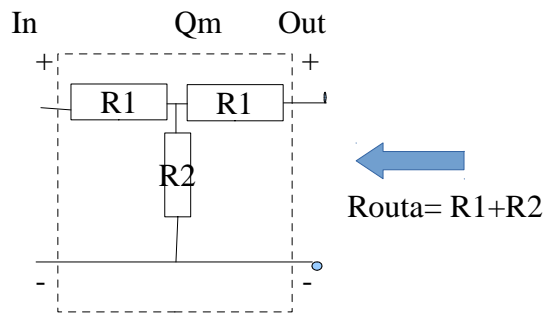 In Qm Out
+ +
R1 R1
R2
Routa= R1+R2
- -